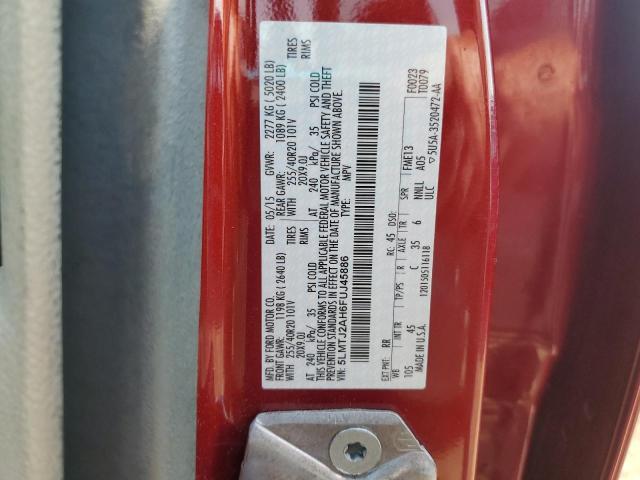 MFD. BY FORD MOTOR CO.
DATE: 05/15 GVWR: 2277 KG ( 5020 LB)
FRONT GAWR: 1198 KG ( 2640 LB) REAR GAWR: 1089 KG ( 2400 LB)
255/40R20 101V TIRES WITH 255/40R20 101V TIRES
20X9.0J RIMS 20X9.0J RIMS
AT 240 kPa/ 35 PSI COLD AT 240 kPa/ 35 PSI COLD
THIS VEHICLE CONFORMS TO ALL APPLICABLE FEDERAL MOTOR VEHICLE SAFETY AND THEFT
PREVENTION STANDARDS IN EFFECT ON THE DATE OF MANUFACTURE SHOWN ABOVE.
VIN: 5LMTJ2AH6FUJ45886 TYPE: MPV
F0023
T0079
EXT PNT: RR RC: 45 DSO: FME13
WB INT TR TP/PS R AXLE TR SPR
105 45 C 35 6 NNLL A05
ULC
MADE IN U.S.A. 1201505116118 ▽5U5A-3520472-AA